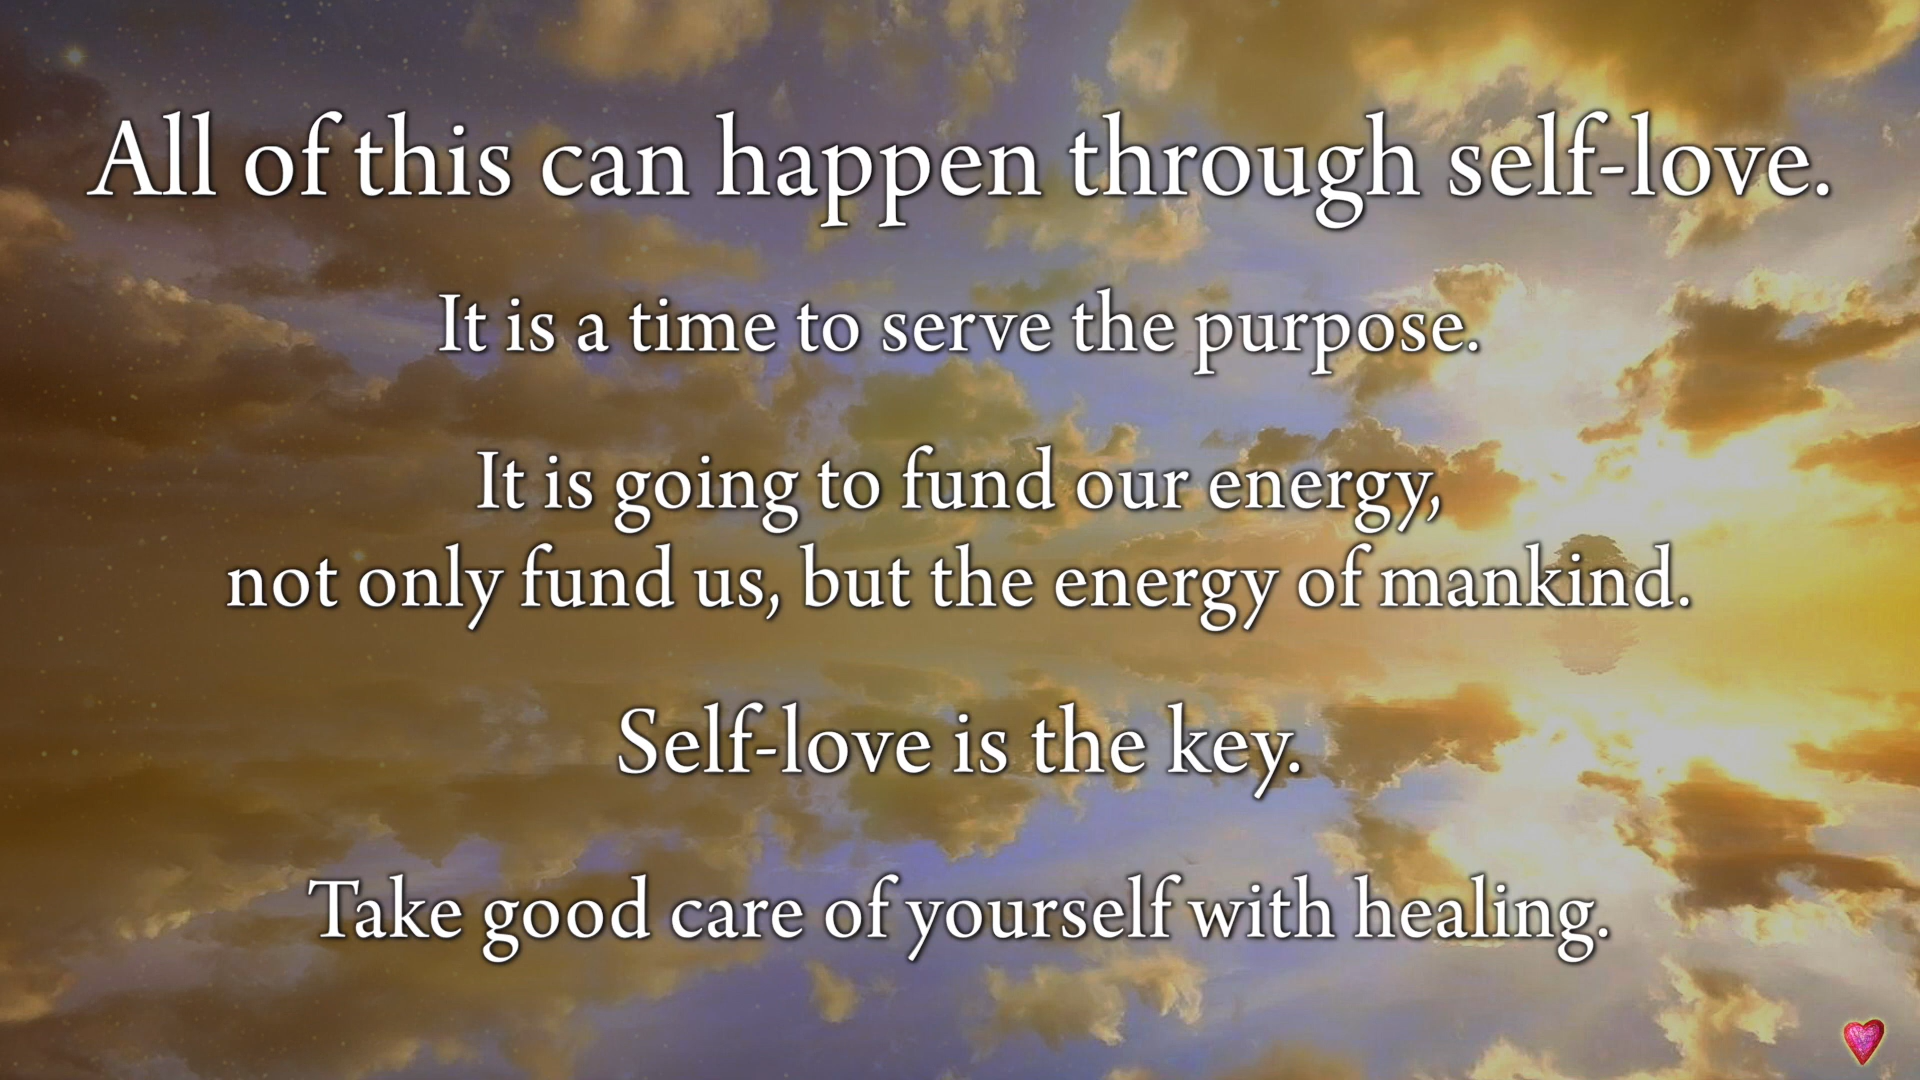 All of this can happen through self-love.
It is a time to serve the purpose.
It is going to fund our energy,
not only fund us, but the energy of mankind.
Self-love is the key.
Take good care of yourself with healing.